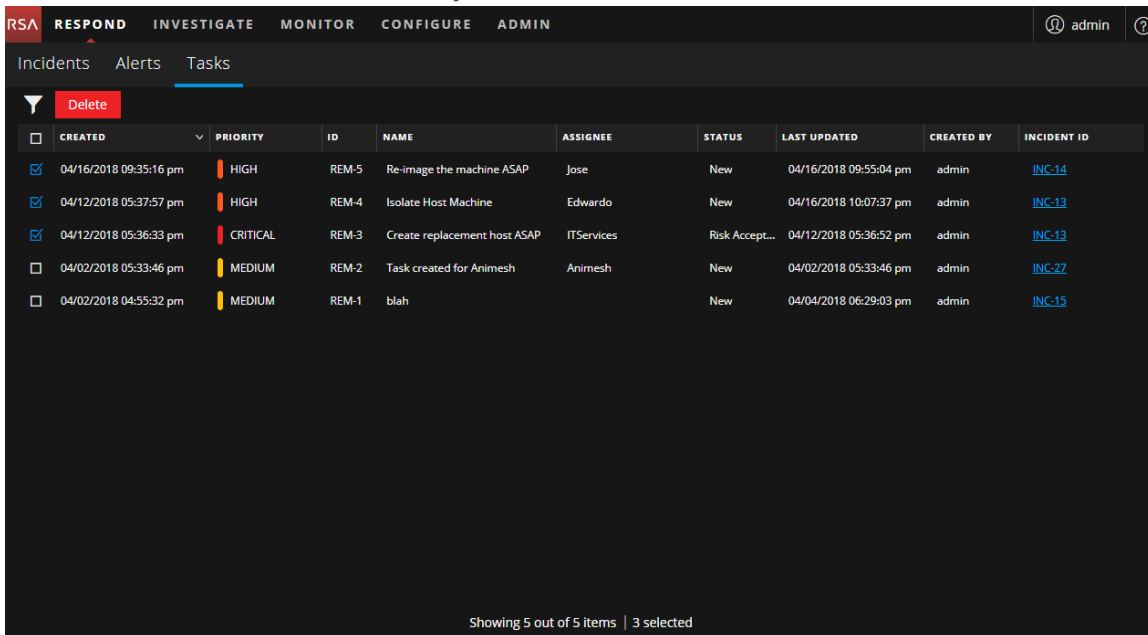 RSA RESPOND INVESTIGATE MONITOR CONFIGURE ADMIN admin ?
Incidents Alerts Tasks
Delete
CREATED PRIORITY ID NAME ASSIGNEE STATUS LAST UPDATED CREATED BY INCIDENT ID
04/16/2018 09:35:16 pm HIGH REM-5 Re-image the machine ASAP Jose New 04/16/2018 09:55:04 pm admin INC-14
04/12/2018 05:37:57 pm HIGH REM-4 Isolate Host Machine Edwardo New 04/16/2018 10:07:37 pm admin INC-13
04/12/2018 05:36:33 pm CRITICAL REM-3 Create replacement host ASAP ITServices Risk Accept... 04/12/2018 05:36:52 pm admin INC-13
04/02/2018 05:33:46 pm MEDIUM REM-2 Task created for Animesh Animesh New 04/02/2018 05:33:46 pm admin INC-27
04/02/2018 04:55:32 pm MEDIUM REM-1 blah New 04/04/2018 06:29:03 pm admin INC-15
Showing 5 out of 5 items | 3 selected